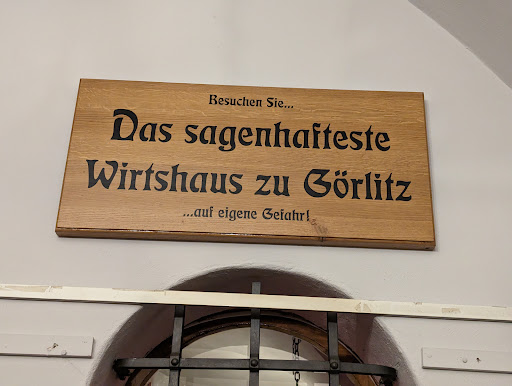 Besuchen Sie...
Das sagenhafteste
Wirtshaus zu Görlitz
...auf eigene Gefahr!